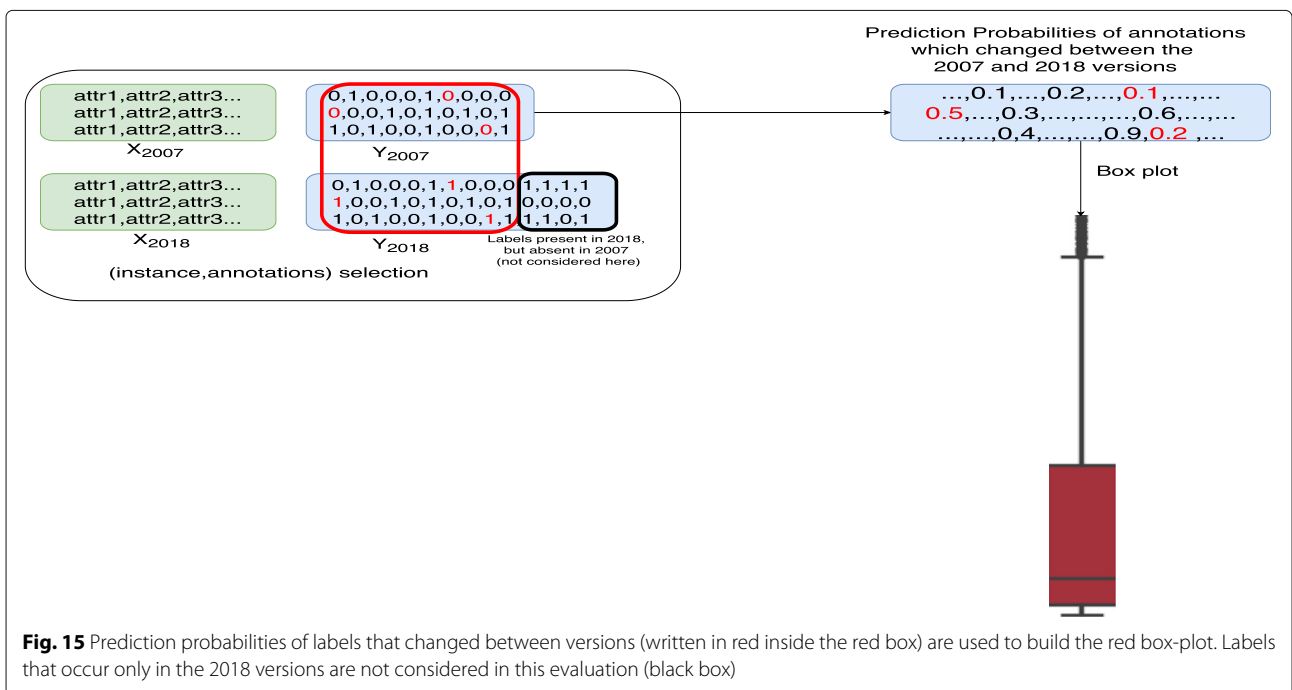 Prediction Probabilities of annotations
which changed between the
2007 and 2018 versions
attr1,attr2,attr3...
attr1,attr2,attr3...
attr1,attr2,attr3...
X2007
0,1,0,0,0,1,0,0,0,0
0,0,0,1,0,1,0,1,0,1
1,0,1,0,0,1,0,0,0,1
Y2007
...,0.1,...,0.2,...,0.1,...,...
0.5,...,0.3,...,...,...,0.6,...,...
...,...,0.4,...,...,0.9,0.2 ,...
Box plot
attr1,attr2,attr3...
attr1,attr2,attr3...
attr1,attr2,attr3...
X2018
0,1,0,0,0,1,1,0,0,0,1,1,1,1
1,0,0,1,0,1,0,1,0,1,0,0,0,0
1,0,1,0,0,1,0,0,1,1,1,1,0,1
Y2018
Labels present in 2018,
but absent in 2007
(not considered here)
(instance,annotations) selection
Fig. 15 Prediction probabilities of labels that changed between versions (written in red inside the red box) are used to build the red box-plot. Labels
that occur only in the 2018 versions are not considered in this evaluation (black box)